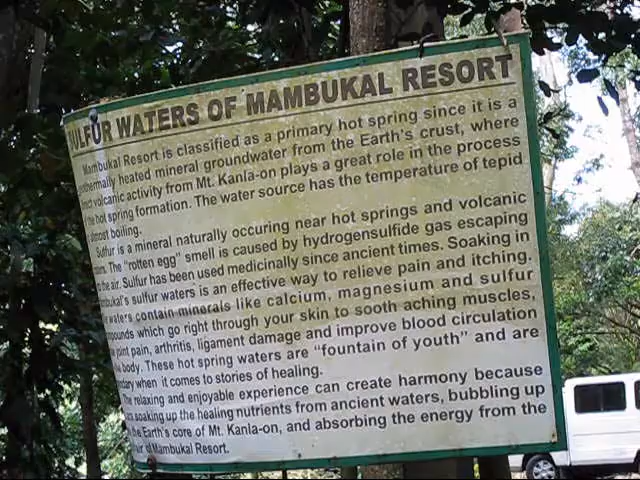 SULFUR WATERS OF MAMBUKAL RESORT
Mambukal Resort is classified as a primary hot spring since it is a
thermally heated mineral groundwater from the Earth's crust, where
volcanic activity from Mt. Kanla-on plays a great role in the process
the hot spring formation. The water source has the temperature of tepid
almost boiling.
Sulfur is a mineral naturally occuring near hot springs and volcanic
The "rotten egg" smell is caused by hydrogensulfide gas escaping
the air. Sulfur has been used medicinally since ancient times. Soaking in
sulfur waters is an effective way to relieve pain and itching.
waters contain minerals like calcium, magnesium and sulfur
which go right through your skin to sooth aching muscles,
joint pain, arthritis, ligament damage and improve blood circulation
body. These hot spring waters are "fountain of youth" and are
when it comes to stories of healing.
The relaxing and enjoyable experience can create harmony because
soaking up the healing nutrients from ancient waters, bubbling up
the Earth's core of Mt. Kanla-on, and absorbing the energy from the
air of Mambukal Resort.